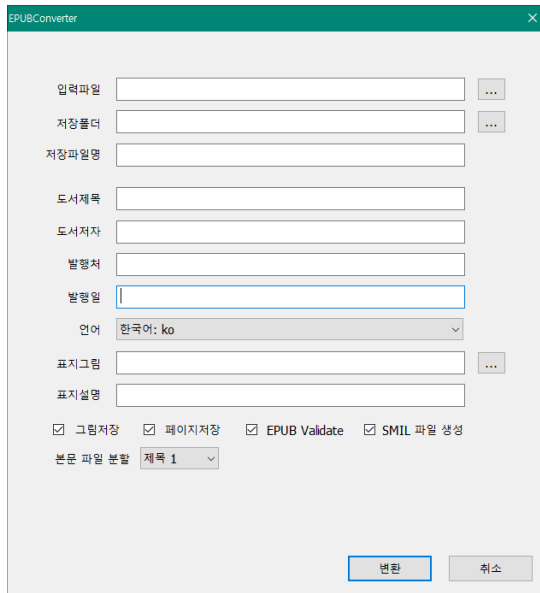 EPUBConverter
입력파일 ...
저장폴더 ...
저장파일명
도서제목
도서저자
발행처
발행일
언어 한국어: ko
표지그림 ...
표지설명
그림저장 페이지저장 EPUB Validate SMIL 파일 생성
본문 파일 분할 제목 1
변환 취소